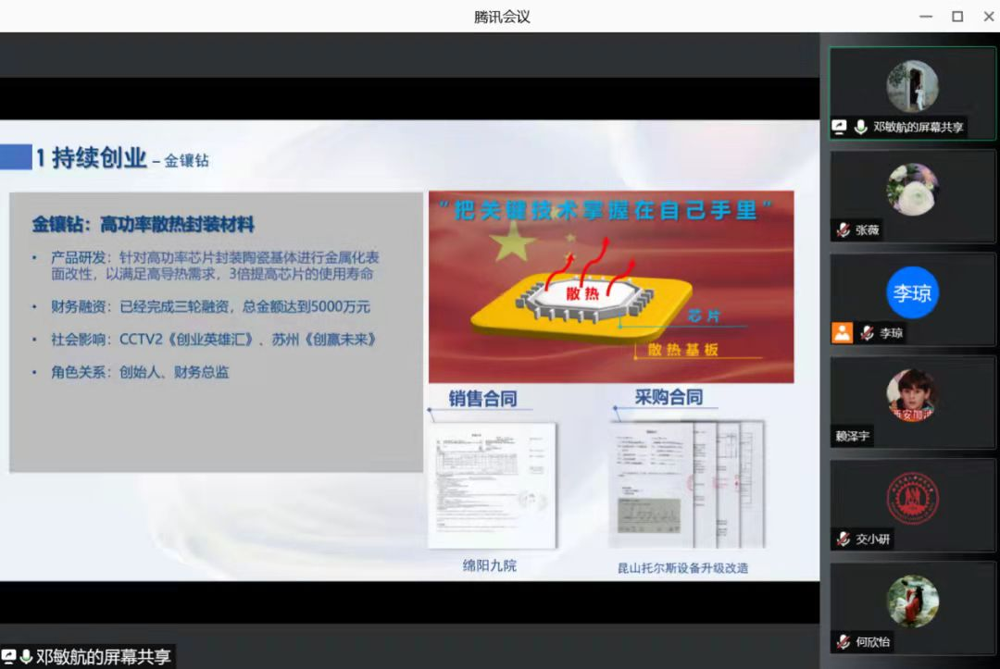 腾讯会议
1 持续创业 – 金镶钻
金镶钻：高功率散热封装材料
• 产品研发：针对高功率芯片封装陶瓷基体进行金属化表
面改性，以满足高导热需求，3倍提高芯片的使用寿命
• 财务融资：已经完成三轮融资，总金额达到5000万元
• 社会影响：CCTV2《创业英雄汇》、苏州《创赢未来》
• 角色关系：创始人、财务总监
“把关键技术掌握在自己手里”
散热
芯片
散热基板
销售合同
采购合同
绵阳九院
昆山托尔斯设备升级改造
邓敏航的屏幕共享
张薇
李琼
李琼
赖泽宇
交小研
何欣怡
邓敏航的屏幕共享